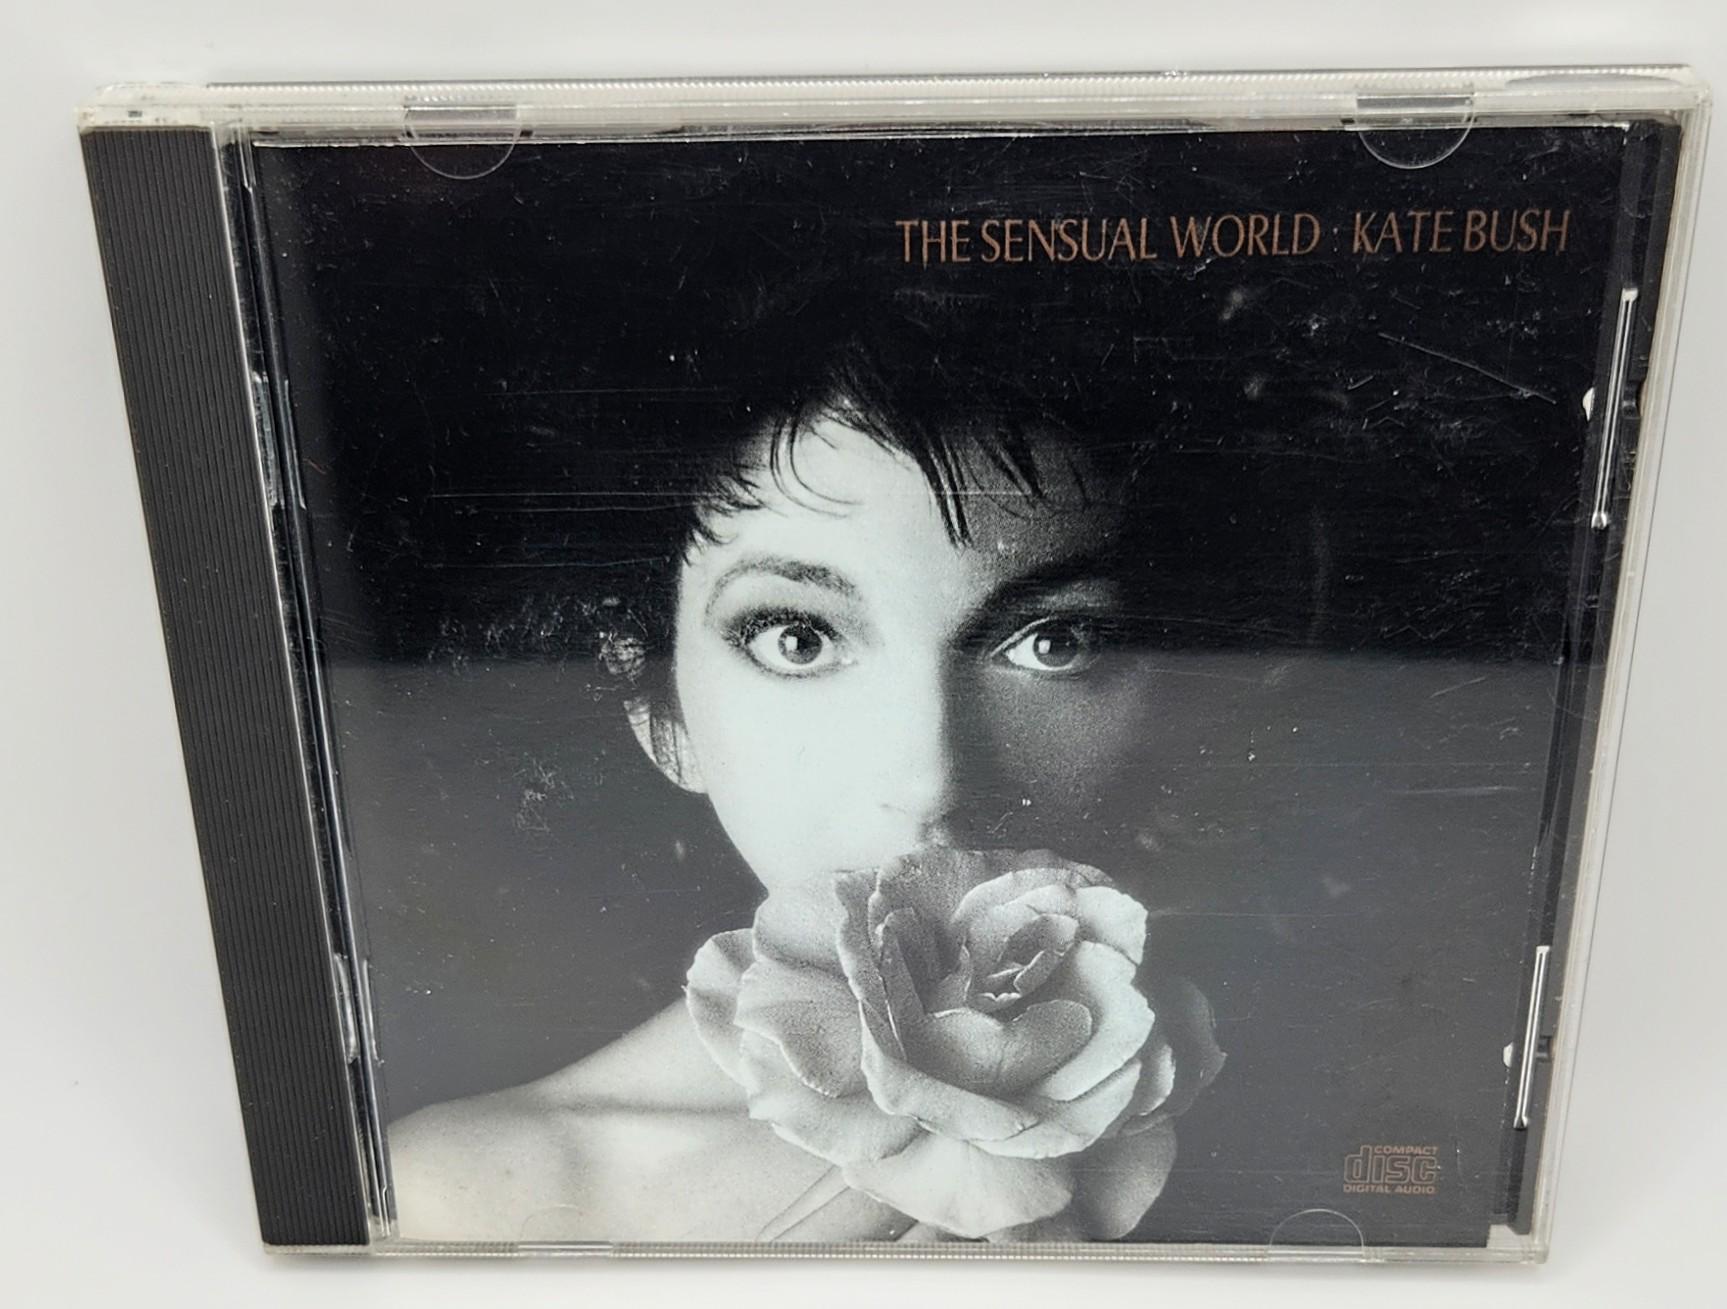 THE SENSUAL WORLD : KATE BUSH
COMPACT
disc
DIGITAL AUDIO